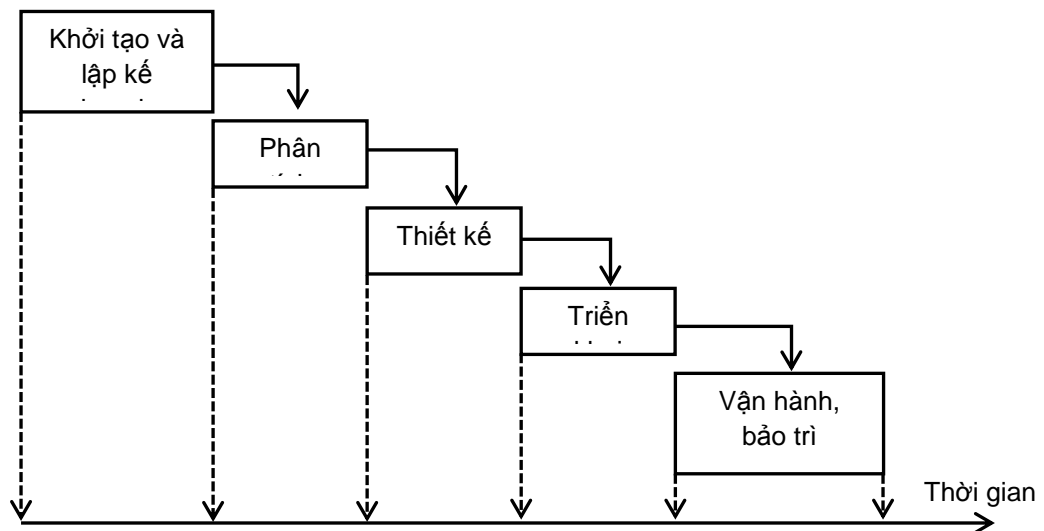 Khởi tạo và
lập kế
Phân
Thiết kế
Triển
Vận hành,
bảo trì
Thời gian